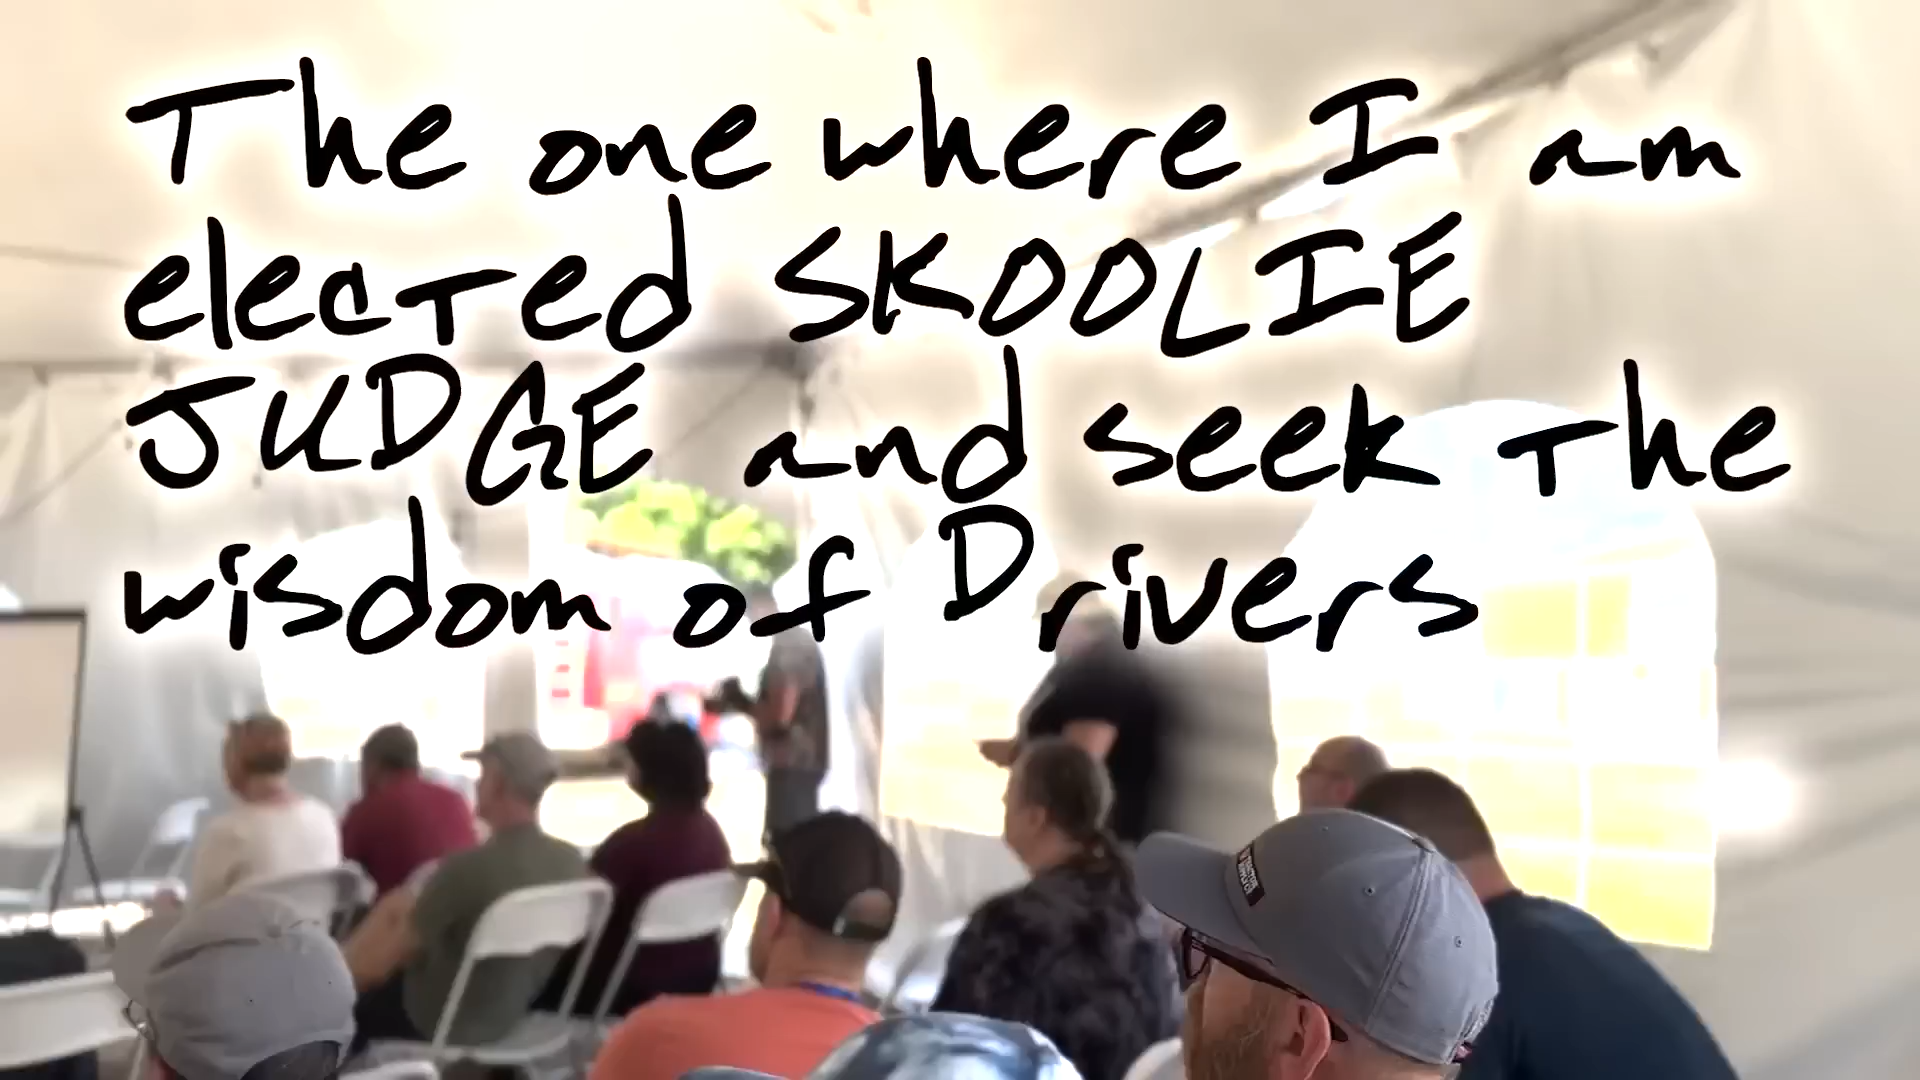 The one where I am
elected SKOOLIE
JUDGE and seek the
wisdom of Drivers